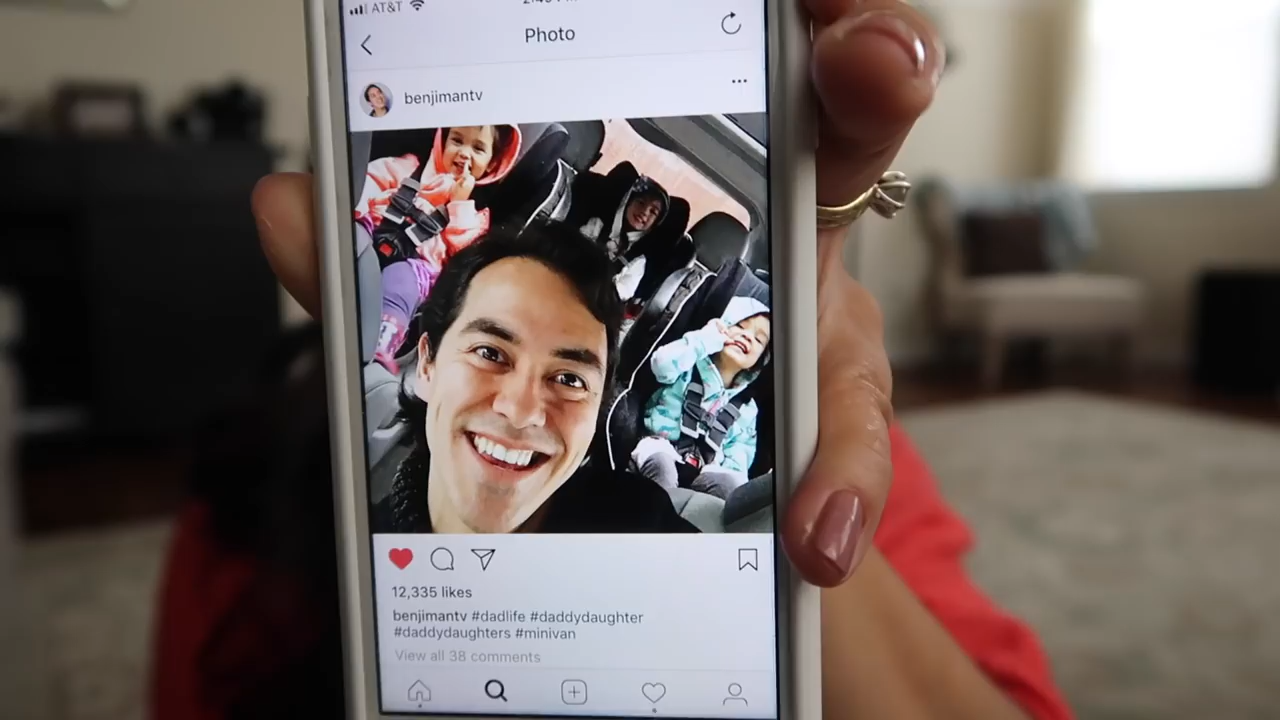 AT&T
Photo
benjimantv
12,335 likes
benjimantv #dadlife #daddydaughter
#daddydaughters #minivan
View all 38 comments